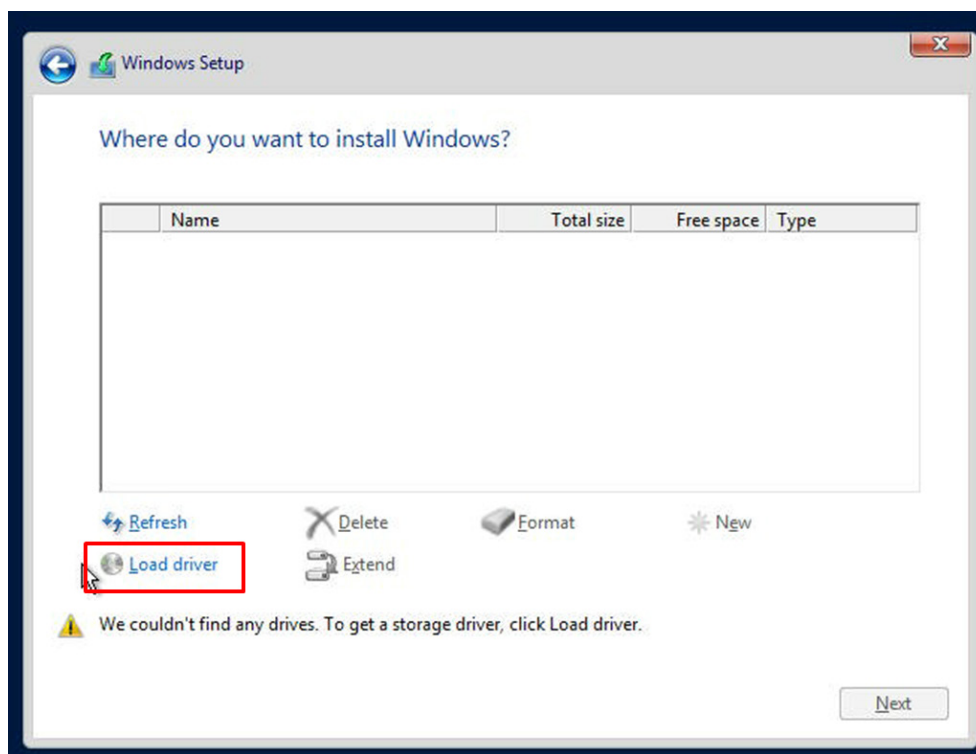 Windows Setup
X
Where do you want to install Windows?
Name Total size Free space Type
Refresh Delete Format New
Load driver Extend
We couldn't find any drives. To get a storage driver, click Load driver.
Next